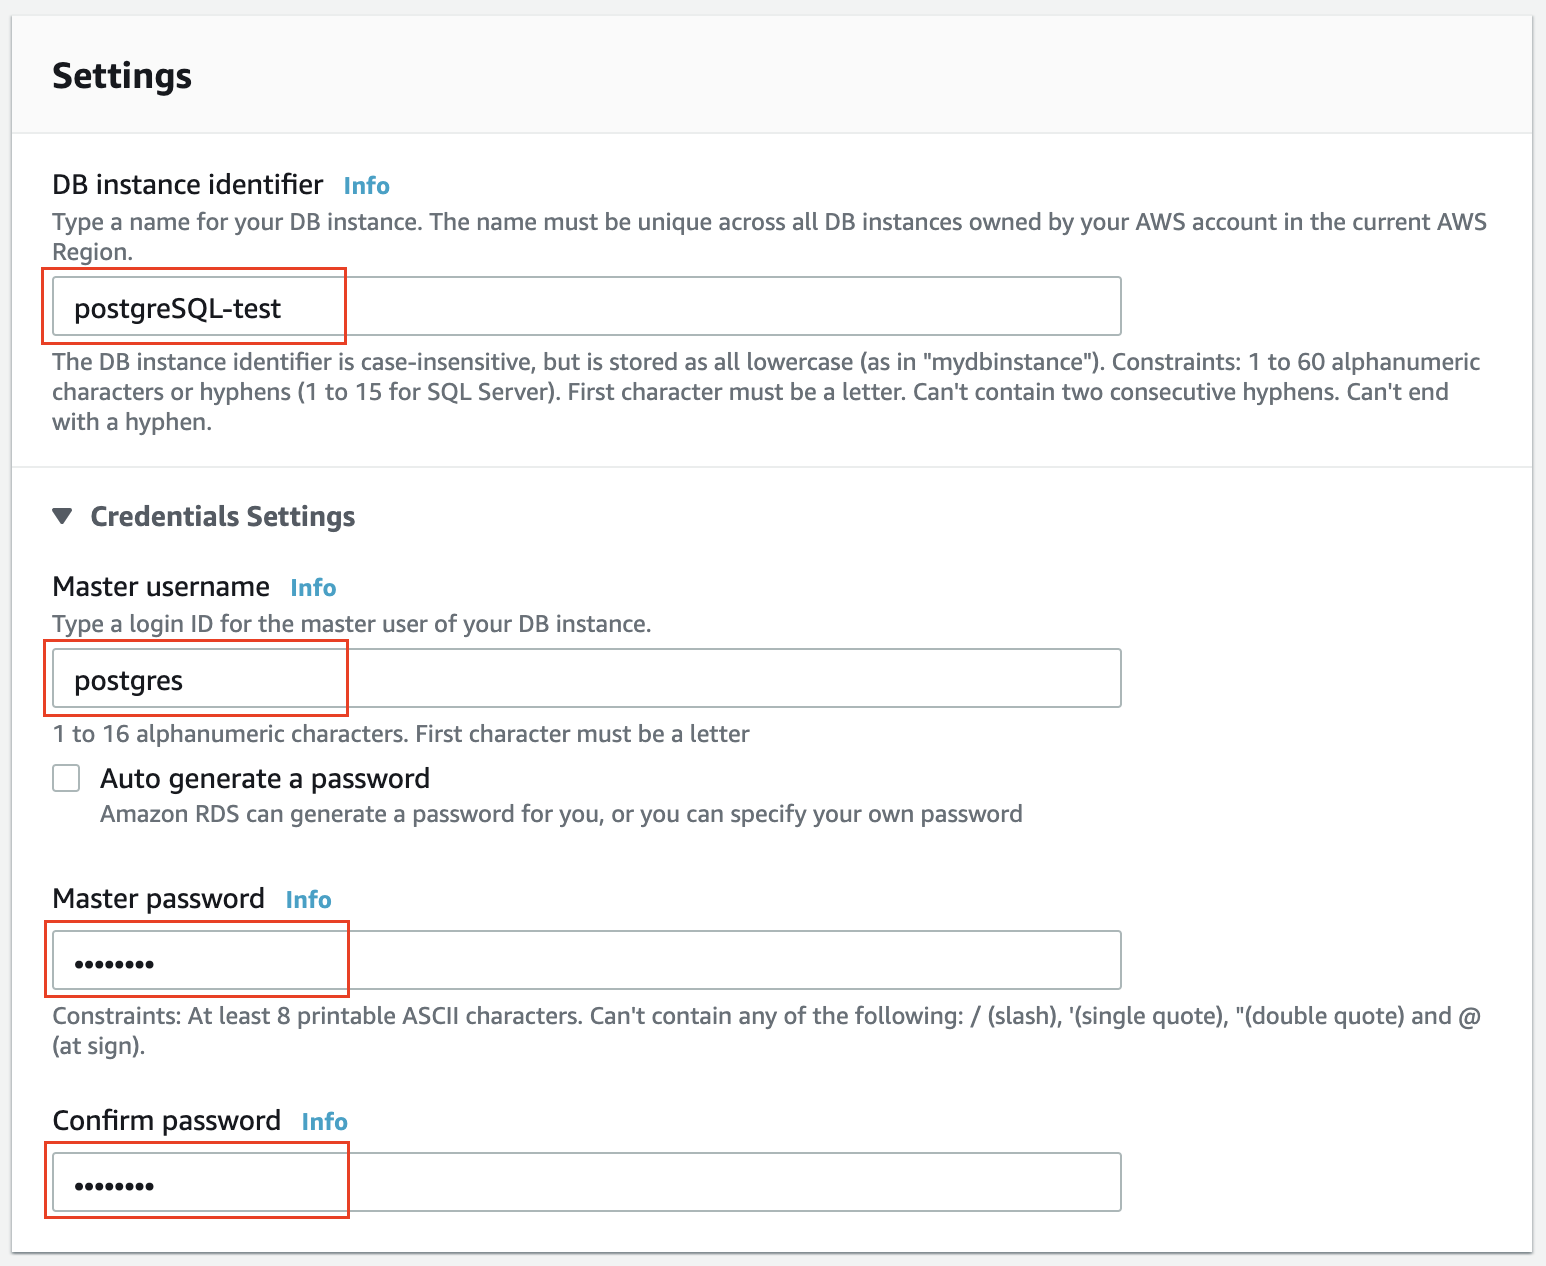 Settings
DB instance identifier Info
Type a name for your DB instance. The name must be unique across all DB instances owned by your AWS account in the current AWS
Region.
postgreSQL-test
The DB instance identifier is case-insensitive, but is stored as all lowercase (as in "mydbinstance"). Constraints: 1 to 60 alphanumeric
characters or hyphens (1 to 15 for SQL Server). First character must be a letter. Can't contain two consecutive hyphens. Can't end
with a hyphen.
Credentials Settings
Master username Info
Type a login ID for the master user of your DB instance.
postgres
1 to 16 alphanumeric characters. First character must be a letter
Auto generate a password
Amazon RDS can generate a password for you, or you can specify your own password
Master password Info
••••••••
Constraints: At least 8 printable ASCII characters. Can't contain any of the following: / (slash), '(single quote), "(double quote) and @
(at sign).
Confirm password Info
••••••••